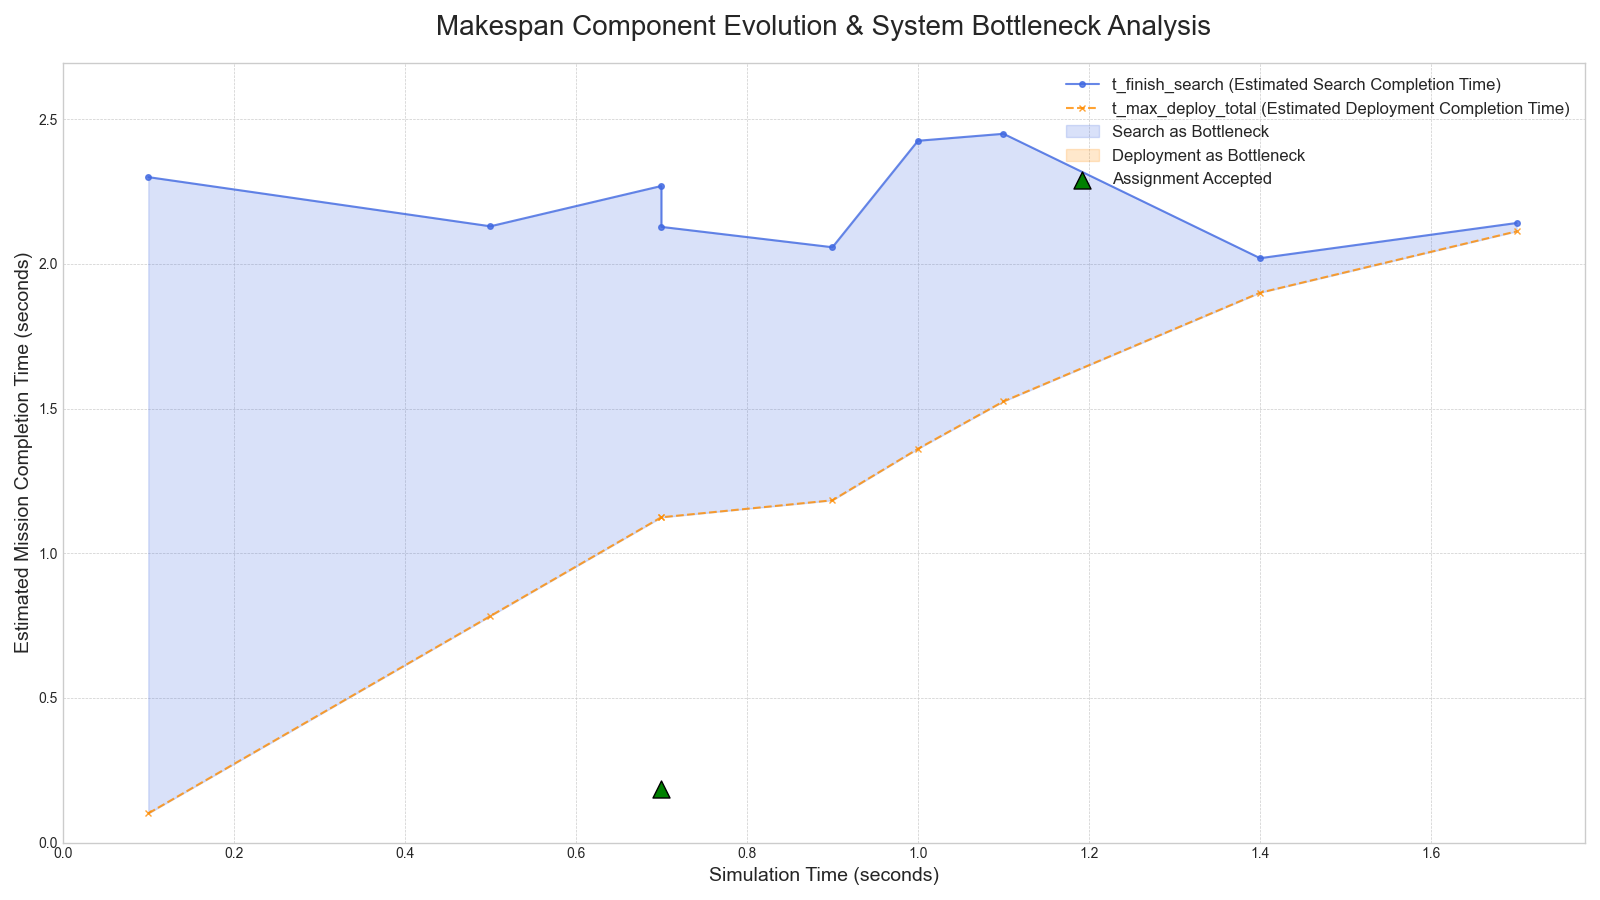 Makespan Component Evolution & System Bottleneck Analysis
t_finish_search (Estimated Search Completion Time)
t_max_deploy_total (Estimated Deployment Completion Time)
Search as Bottleneck
Deployment as Bottleneck
Assignment Accepted
Estimated Mission Completion Time (seconds)
2.5
2.0
1.5
1.0
0.5
0.0
0.0 0.2 0.4 0.6 0.8 1.0 1.2 1.4 1.6
Simulation Time (seconds)